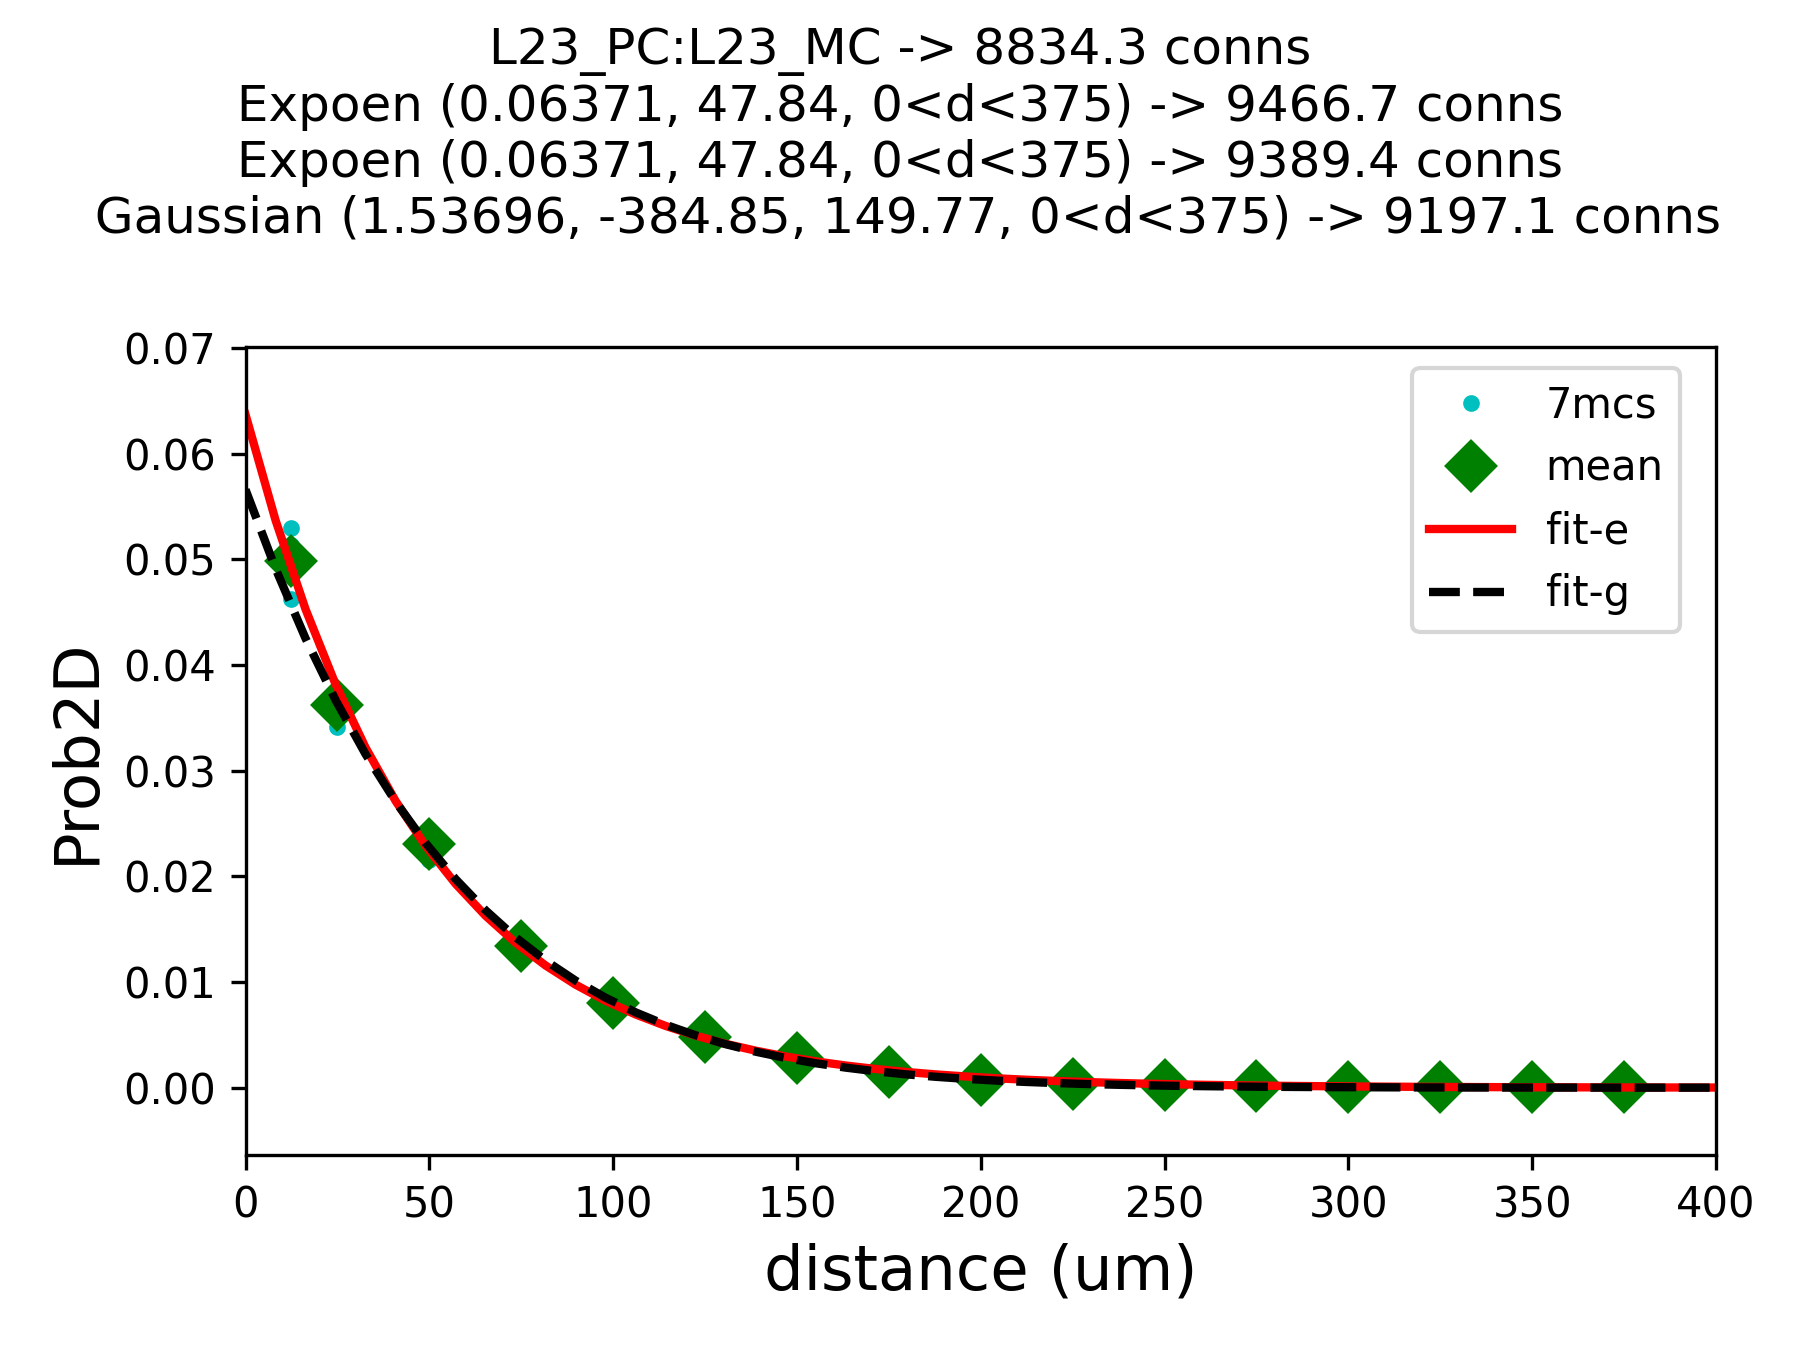 L23_PC:L23_MC -> 8834.3 conns
Expoen (0.06371, 47.84, 0<d<375) -> 9466.7 conns
Expoen (0.06371, 47.84, 0<d<375) -> 9389.4 conns
Gaussian (1.53696, -384.85, 149.77, 0<d<375) -> 9197.1 conns
0.07
0.06
0.05
0.04
0.03
0.02
0.01
0.00
Prob2D
7mcs
mean
fit-e
fit-g
0 50 100 150 200 250 300 350 400
distance (um)